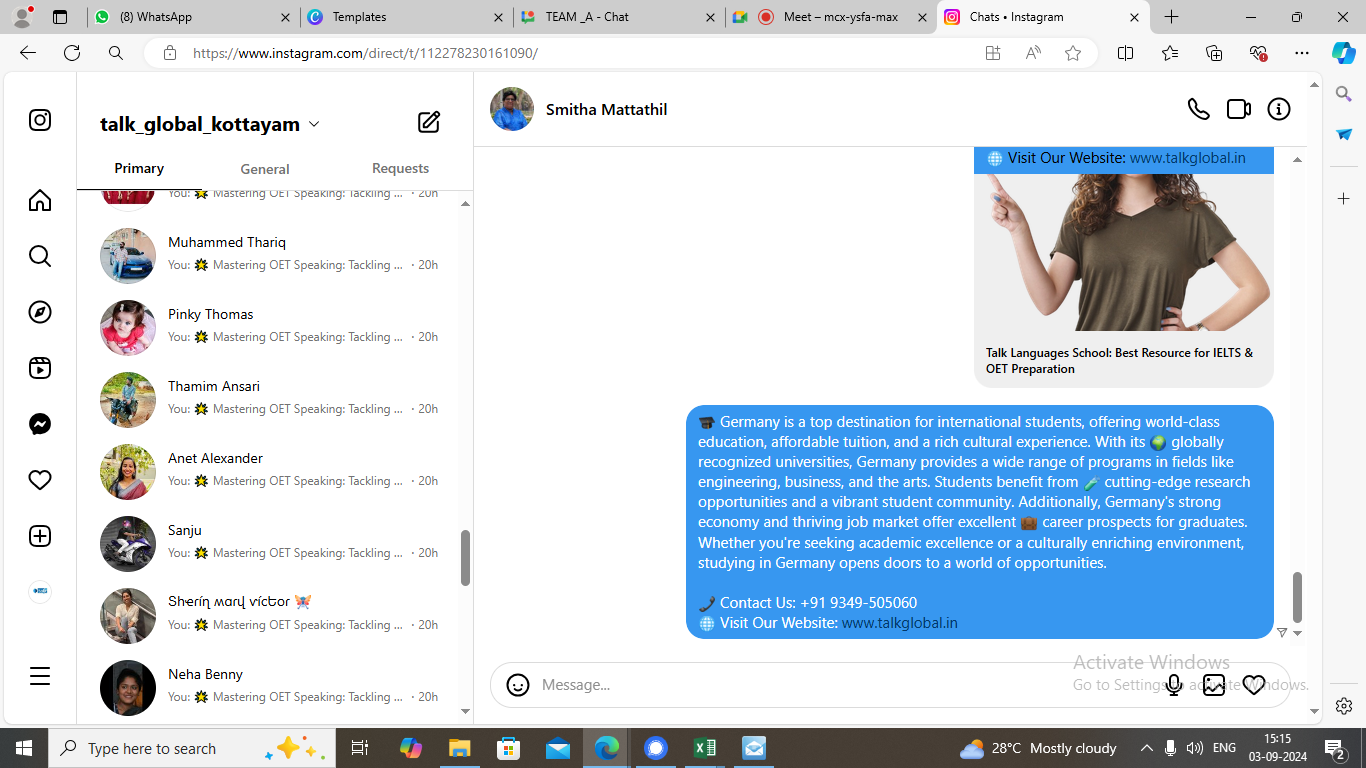 (8) WhatsApp
Templates
TEAM _A - Chat
Meet – mcx-ysfa-max
Chats • Instagram
https://www.instagram.com/direct/t/112278230161090/
talk_global_kottayam
Primary
General
Requests
You: 💥 Mastering OET Speaking: Tackling ... · 20h
Muhammed Thariq
You: 💥 Mastering OET Speaking: Tackling ... · 20h
Pinky Thomas
You: 💥 Mastering OET Speaking: Tackling ... · 20h
Thamim Ansari
You: 💥 Mastering OET Speaking: Tackling ... · 20h
Anet Alexander
You: 💥 Mastering OET Speaking: Tackling ... · 20h
Sanju
You: 💥 Mastering OET Speaking: Tackling ... · 20h
You: 💥 Mastering OET Speaking: Tackling ... · 20h
Neha Benny
You: 💥 Mastering OET Speaking: Tackling ... · 20h
Smitha Mattathil
🌐 Visit Our Website: www.talkglobal.in
Talk Languages School: Best Resource for IELTS &
OET Preparation
🎓 Germany is a top destination for international students, offering world-class
education, affordable tuition, and a rich cultural experience. With its 🌍 globally
recognized universities, Germany provides a wide range of programs in fields like
engineering, business, and the arts. Students benefit from 🧪 cutting-edge research
opportunities and a vibrant student community. Additionally, Germany's strong
economy and thriving job market offer excellent 💼 career prospects for graduates.
Whether you're seeking academic excellence or a culturally enriching environment,
studying in Germany opens doors to a world of opportunities.
📞 Contact Us: +91 9349-505060
🌐 Visit Our Website: www.talkglobal.in
Message...
Activate Windows
Go to Settings to activate Windows.
Type here to search
28°C Mostly cloudy
ENG
15:15
03-09-2024
2